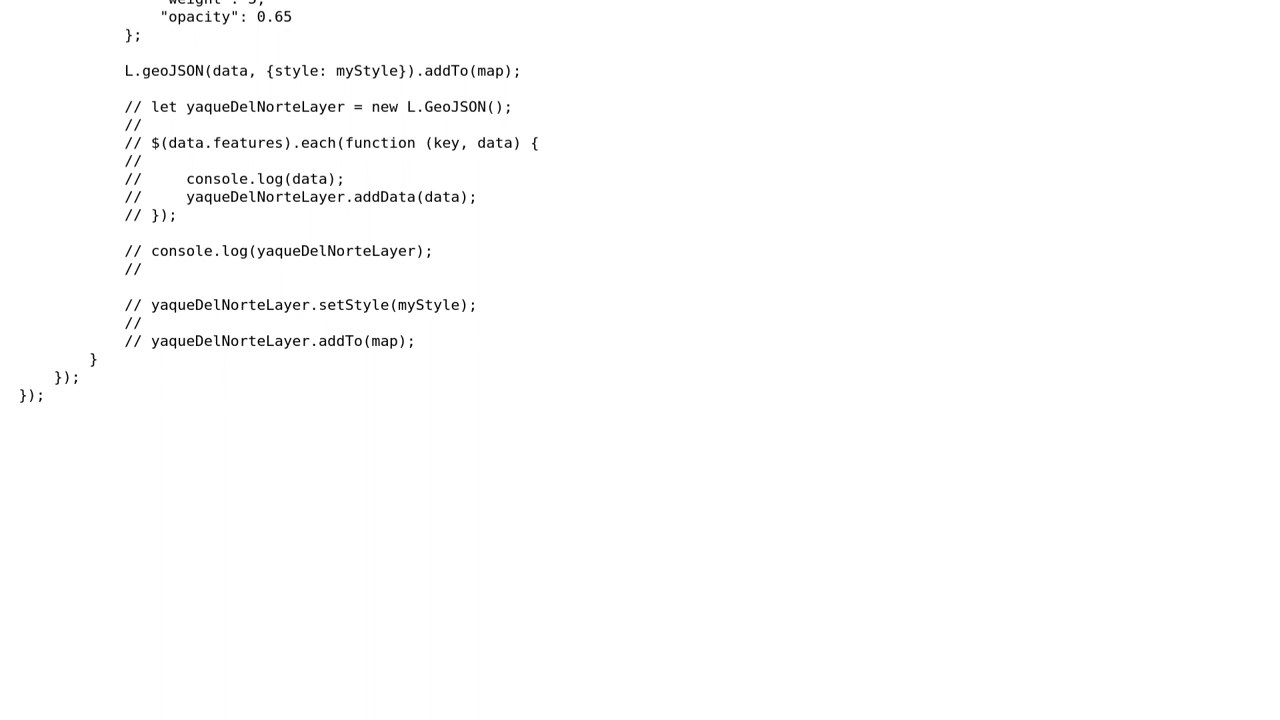 "opacity": 0.65
};
L.geoJSON(data, {style: myStyle}).addTo(map);
// let yaqueDelNorteLayer = new L.GeoJSON();
//
// $(data.features).each(function (key, data) {
//
//     console.log(data);
//     yaqueDelNorteLayer.addData(data);
// });
// console.log(yaqueDelNorteLayer);
//
// yaqueDelNorteLayer.setStyle(myStyle);
//
// yaqueDelNorteLayer.addTo(map);
}
});
});